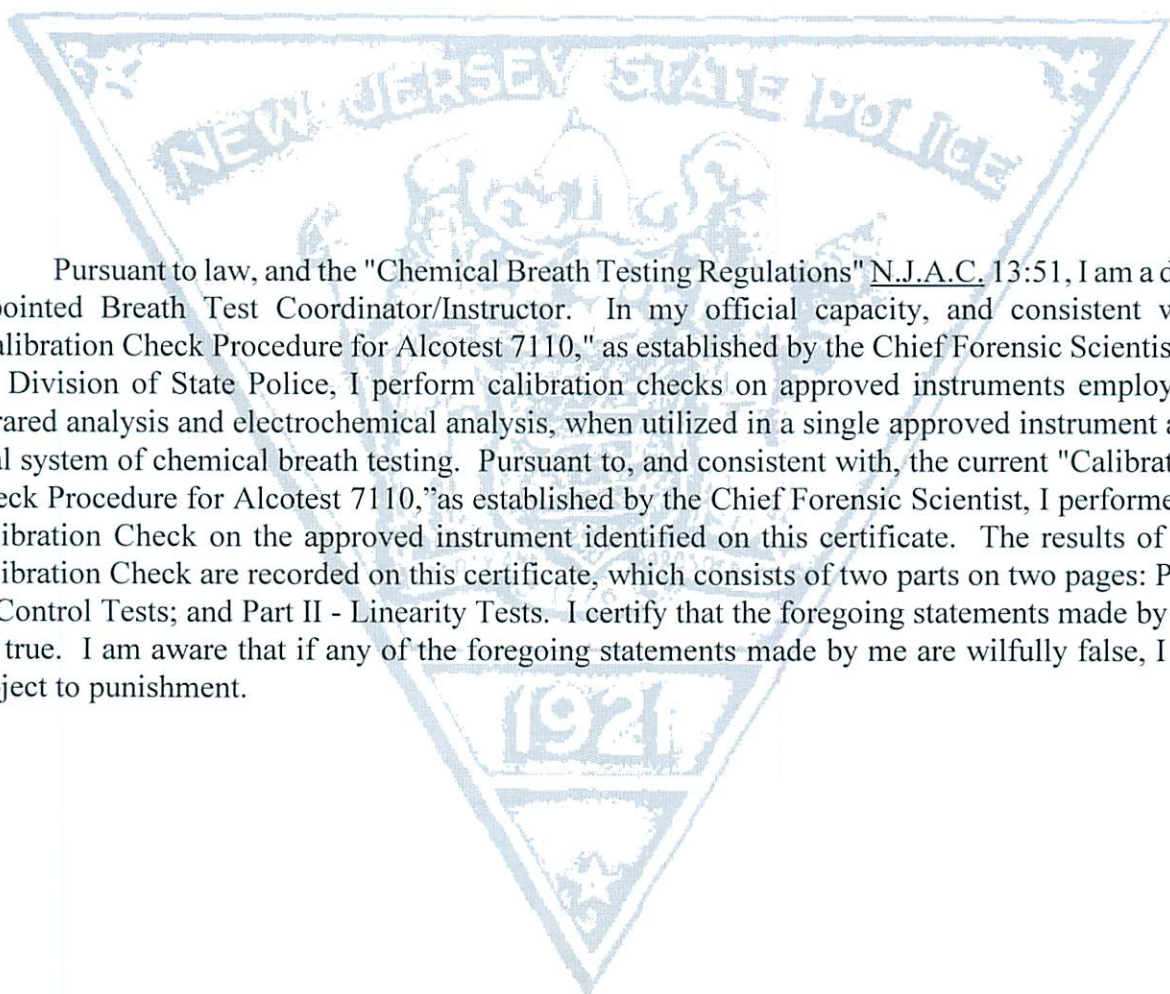 NEW JERSEY STATE POLICE
Pursuant to law, and the "Chemical Breath Testing Regulations" N.J.A.C. 13:51, I am a d
pointed Breath Test Coordinator/Instructor. In my official capacity, and consistent
alibration Check Procedure for Alcotest 7110," as established by the Chief Forensic Scientis
Division of State Police, I perform calibration checks on approved instruments employ
rared analysis and electrochemical analysis, when utilized in a single approved instrument a
al system of chemical breath testing. Pursuant to, and consistent with, the current "Calibrat
eck Procedure for Alcotest 7110,”as established by the Chief Forensic Scientist, I performe
libration Check on the approved instrument identified on this certificate. The results of
ibration Check are recorded on this certificate, which consists of two parts on two pages: P
Control Tests; and Part II - Linearity Tests. I certify that the foregoing statements made by
true. I am aware that if any of the foregoing statements made by me are wilfully false, I
ject to punishment.
1921